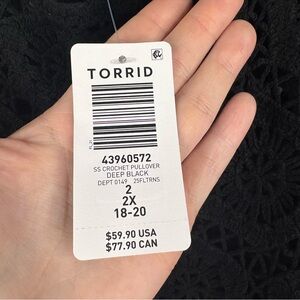 TORRID
43960572
SS CROCHET PULLOVER
DEEP BLACK
DEPT 0149 25FLTRNS
2
2X
18-20
$59.90 USA
$77.90 CAN